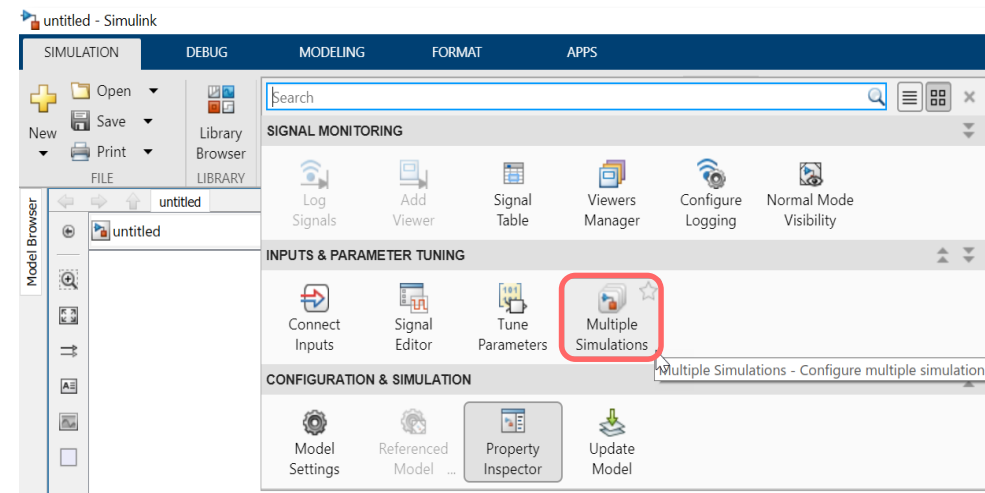 untitled - Simulink
SIMULATION DEBUG MODELING FORMAT APPS
New
Open
Save
Print
FILE
Library
Browser
LIBRARY
Search
SIGNAL MONITORING
Log
Signals
Add
Viewer
Signal
Table
Viewers
Manager
Configure
Logging
Normal Mode
Visibility
INPUTS & PARAMETER TUNING
Connect
Inputs
Signal
Editor
Tune
Parameters
Multiple
Simulations
Multiple Simulations - Configure multiple simulation
CONFIGURATION & SIMULATION
Model
Settings
Referenced
Model ...
Property
Inspector
Update
Model
Model Browser
untitled
untitled